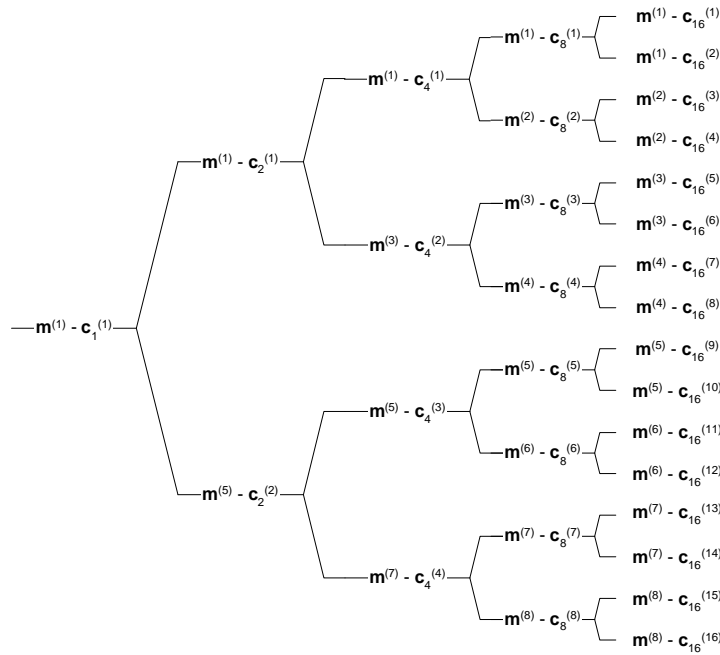 m(1) - c16(1)
m(1) - c8(1)
m(1) - c16(2)
m(1) - c4(1)
m(2) - c16(3)
m(2) - c8(2)
m(2) - c16(4)
m(1) - c2(1)
m(3) - c16(5)
m(3) - c8(3)
m(3) - c16(6)
m(3) - c4(2)
m(4) - c16(7)
m(4) - c8(4)
m(4) - c16(8)
m(1) - c1(1)
m(5) - c16(9)
m(5) - c8(5)
m(5) - c16(10)
m(5) - c4(3)
m(6) - c16(11)
m(6) - c8(6)
m(6) - c16(12)
m(5) - c2(2)
m(7) - c16(13)
m(7) - c8(7)
m(7) - c16(14)
m(7) - c4(4)
m(8) - c16(15)
m(8) - c8(8)
m(8) - c16(16)